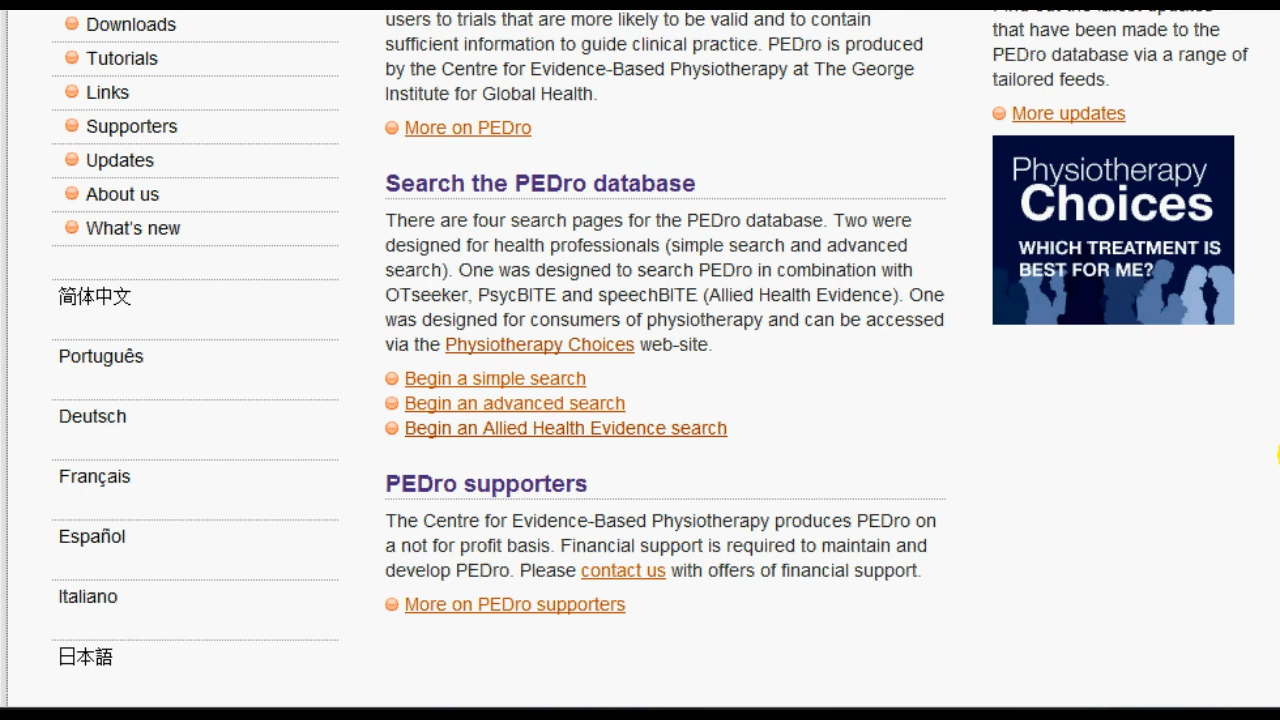 Downloads
Tutorials
Links
Supporters
Updates
About us
What's new
简体中文
Português
Deutsch
Français
Español
Italiano
日本語
users to trials that are more likely to be valid and to contain
sufficient information to guide clinical practice. PEDro is produced
by the Centre for Evidence-Based Physiotherapy at The George
Institute for Global Health.
More on PEDro
Search the PEDro database
There are four search pages for the PEDro database. Two were
designed for health professionals (simple search and advanced
search). One was designed to search PEDro in combination with
OTseeker, PsycBITE and speechBITE (Allied Health Evidence). One
was designed for consumers of physiotherapy and can be accessed
via the Physiotherapy Choices web-site.
Begin a simple search
Begin an advanced search
Begin an Allied Health Evidence search
PEDro supporters
The Centre for Evidence-Based Physiotherapy produces PEDro on
a not for profit basis. Financial support is required to maintain and
develop PEDro. Please contact us with offers of financial support.
More on PEDro supporters
that have been made to the
PEDro database via a range of
tailored feeds.
More updates
Physiotherapy
Choices
WHICH TREATMENT IS
BEST FOR ME?